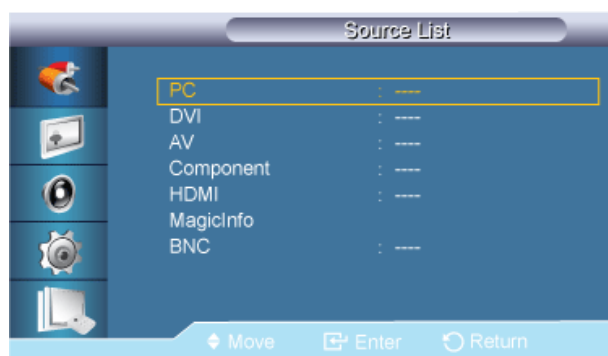 Source List
PC : ----
DVI : ----
AV : ----
Component : ----
HDMI : ----
MagicInfo
BNC : ----
Move Enter Return